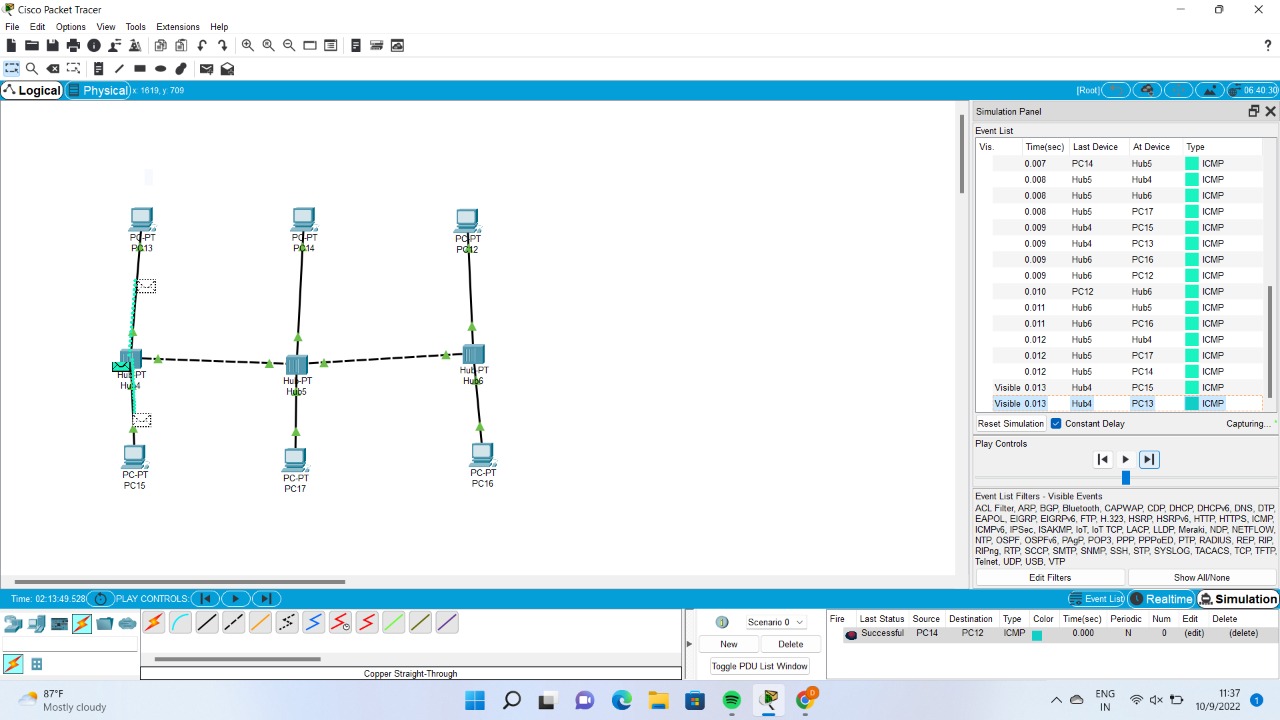 Cisco Packet Tracer
File Edit Options View Tools Extensions Help
?
Logical Physical x: 1619, y: 709 [Root] 06:40:30
Simulation Panel
Event List
Vis. Time(sec) Last Device At Device Type
0.007 PC14 Hub5 ICMP
0.008 Hub5 Hub4 ICMP
0.008 Hub5 Hub6 ICMP
0.008 Hub5 PC17 ICMP
0.009 Hub4 PC15 ICMP
0.009 Hub4 PC13 ICMP
0.009 Hub6 PC16 ICMP
0.009 Hub6 PC12 ICMP
0.010 PC12 Hub6 ICMP
0.011 Hub6 Hub5 ICMP
0.011 Hub6 PC16 ICMP
0.012 Hub5 Hub4 ICMP
0.012 Hub5 PC17 ICMP
0.012 Hub5 PC14 ICMP
Visible 0.013 Hub4 PC15 ICMP
Visible 0.013 Hub4 PC13 ICMP
Reset Simulation Constant Delay Capturing...
Play Controls
Event List Filters - Visible Events
ACL Filter, ARP, BGP, Bluetooth, CAPWAP, CDP, DHCP, DHCPv6, DNS, DTP,
EAPOL, EIGRP, EIGRPv6, FTP, H.323, HSRP, HSRPv6, HTTP, HTTPS, ICMP,
ICMPv6, IPSec, ISAKMP, IoT, IoT TCP, LACP, LLDP, Meraki, NDP, NETFLOW,
NTP, OSPF, OSPFv6, PAgP, POP3, PPP, PPPoED, PTP, RADIUS, REP, RIP,
RIPng, RTP, SCCP, SMTP, SNMP, SSH, STP, SYSLOG, TACACS, TCP, TFTP,
Telnet, UDP, USB, VTP
Edit Filters Show All/None
PC-PT
PC13
PC-PT
PC14
PC-PT
PC12
Hub-PT
Hub4
Hub-PT
Hub5
Hub-PT
Hub6
PC-PT
PC15
PC-PT
PC17
PC-PT
PC16
Time: 02:13:49.528 PLAY CONTROLS: Event List Realtime Simulation
Scenario 0
New Delete
Toggle PDU List Window
Fire Last Status Source Destination Type Color Time(sec) Periodic Num Edit Delete
Successful PC14 PC12 ICMP 0.000 N 0 (edit) (delete)
Copper Straight-Through
87°F
Mostly cloudy
D
ENG
IN
11:37
10/9/2022
1